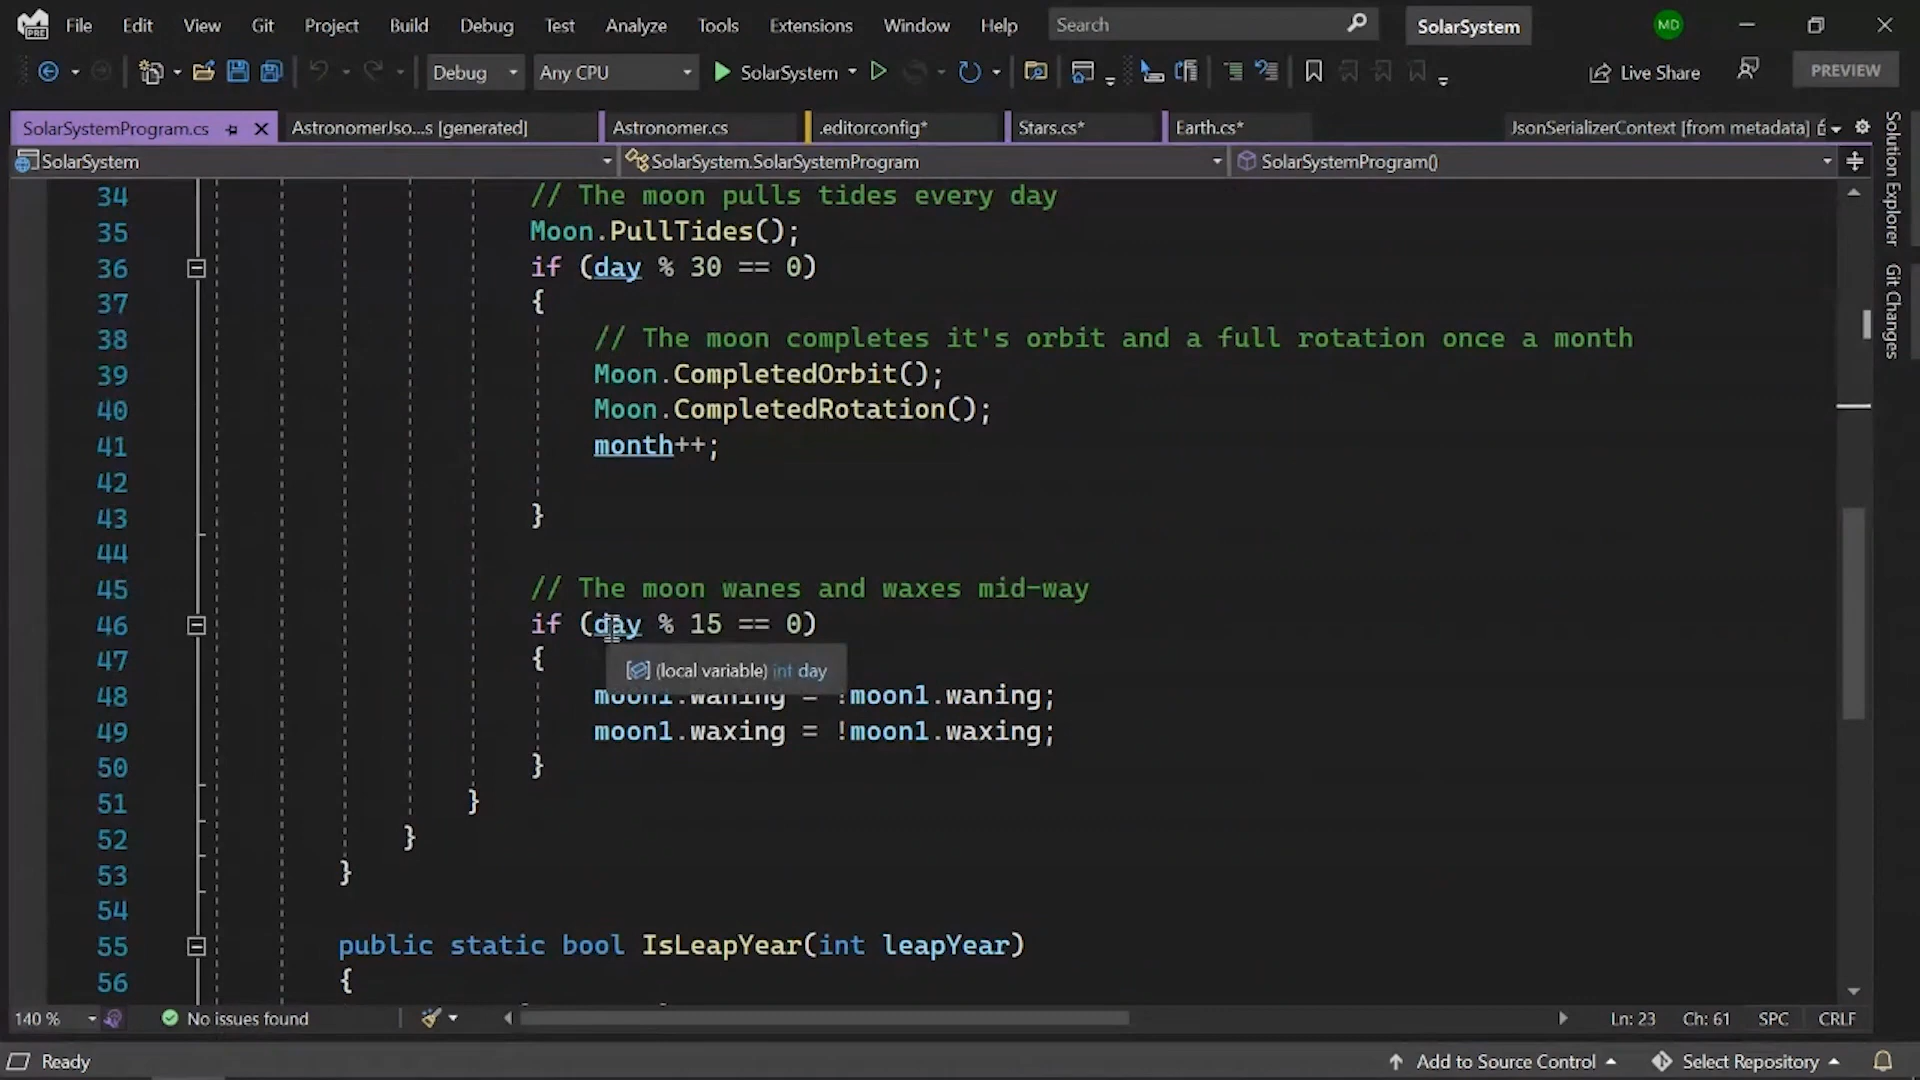 PRE File Edit View Git Project Build Debug Test Analyze Tools Extensions Window Help Search SolarSystem MD
Debug Any CPU SolarSystem Live Share PREVIEW
SolarSystemProgram.cs AstronomerJso...s [generated] Astronomer.cs .editorconfig* Stars.cs* Earth.cs* JsonSerializerContext [from metadata]
SolarSystem SolarSystem.SolarSystemProgram SolarSystemProgram()
34 // The moon pulls tides every day
35 Moon.PullTides();
36 if (day % 30 == 0)
37 {
38 // The moon completes it's orbit and a full rotation once a month
39 Moon.CompletedOrbit();
40 Moon.CompletedRotation();
41 month++;
42
43 }
44
45 // The moon wanes and waxes mid-way
46 if (day % 15 == 0)
47 {
(local variable) int day
48 moon1.waning = !moon1.waning;
49 moon1.waxing = !moon1.waxing;
50 }
51 }
52 }
53 }
54
55 public static bool IsLeapYear(int leapYear)
56 {
140 % No issues found Ln: 23 Ch: 61 SPC CRLF
Ready Add to Source Control Select Repository
Solution Explorer
Git Changes